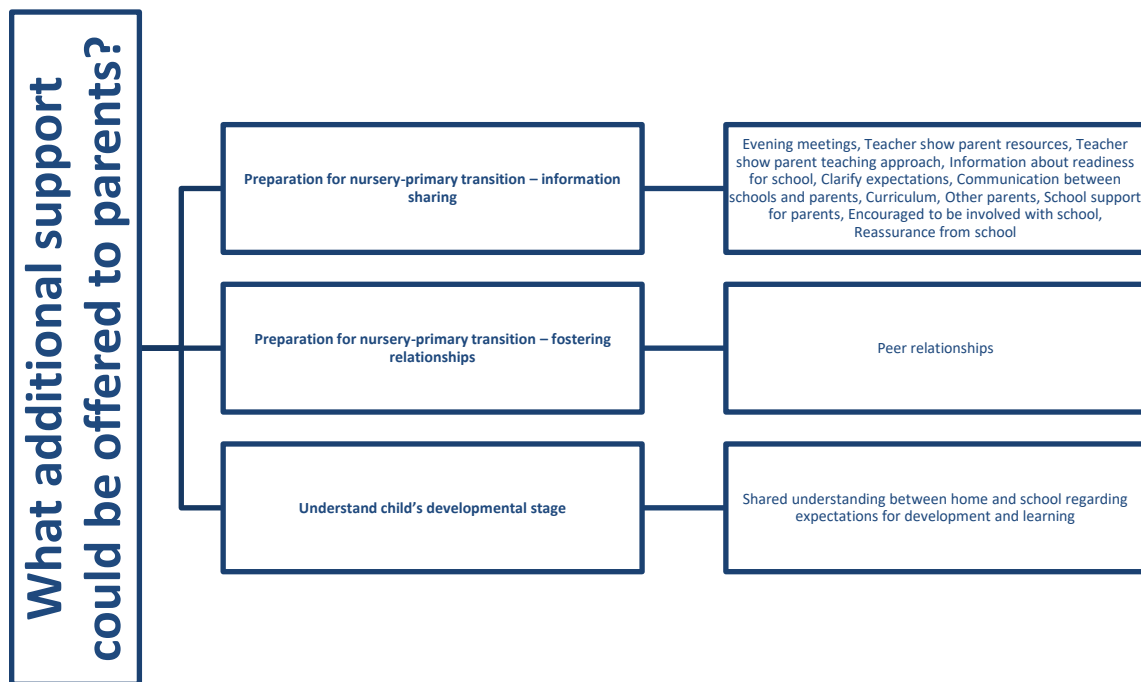 What additional support
could be offered to parents?
Preparation for nursery-primary transition – information
sharing
Evening meetings, Teacher show parent resources, Teacher
show parent teaching approach, Information about readiness
for school, Clarify expectations, Communication between
schools and parents, Curriculum, Other parents, School support
for parents, Encouraged to be involved with school,
Reassurance from school
Preparation for nursery-primary transition – fostering
relationships
Peer relationships
Understand child’s developmental stage
Shared understanding between home and school regarding
expectations for development and learning